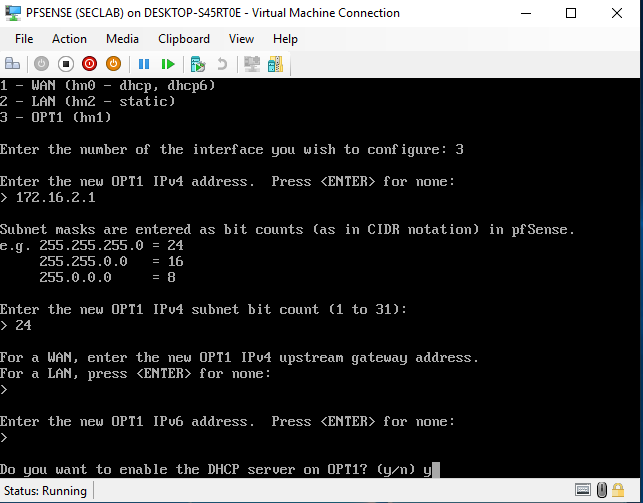 PFSENSE (SECLAB) on DESKTOP-S45RT0E - Virtual Machine Connection
File Action Media Clipboard View Help
1 - WAN (hn0 - dhcp, dhcp6)
2 - LAN (hn2 - static)
3 - OPT1 (hn1)
Enter the number of the interface you wish to configure: 3
Enter the new OPT1 IPv4 address.  Press <ENTER> for none:
> 172.16.2.1
Subnet masks are entered as bit counts (as in CIDR notation) in pfSense.
e.g. 255.255.255.0 = 24
     255.255.0.0   = 16
     255.0.0.0     = 8
Enter the new OPT1 IPv4 subnet bit count (1 to 31):
> 24
For a WAN, enter the new OPT1 IPv4 upstream gateway address.
For a LAN, press <ENTER> for none:
>
Enter the new OPT1 IPv6 address.  Press <ENTER> for none:
>
Do you want to enable the DHCP server on OPT1? (y/n) y
Status: Running